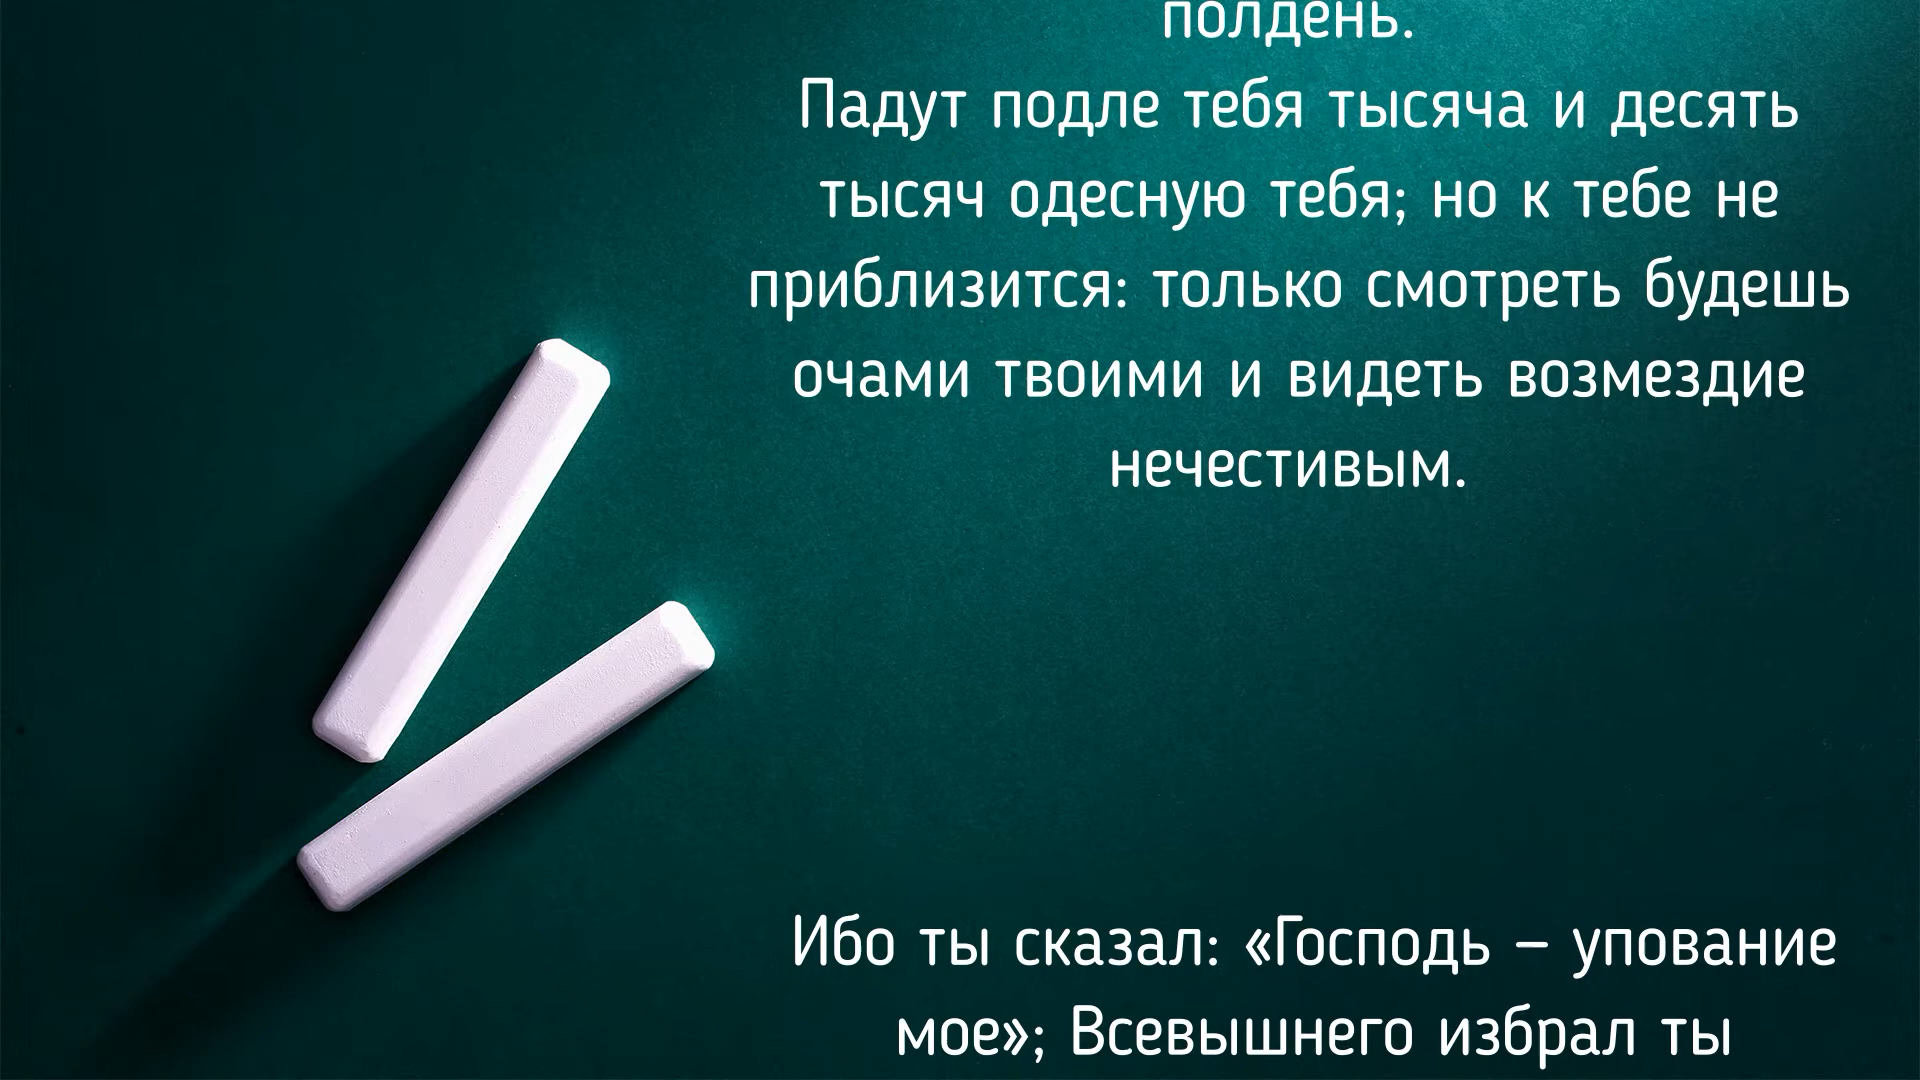 полдень.
Падут подле тебя тысяча и десять
тысяч одесную тебя; но к тебе не
приблизится: только смотреть будешь
очами твоими и видеть возмездие
нечестивым.
Ибо ты сказал: «Господь – упование
мое»; Всевышнего избрал ты